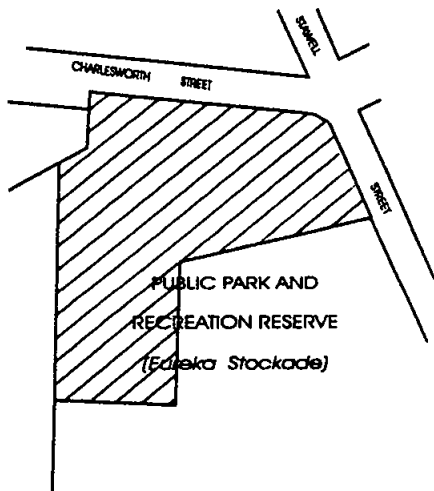 STAWELL
CHARLESWORTH STREET
STREET
PUBLIC PARK AND
RECREATION RESERVE
(Eureka Stockade)